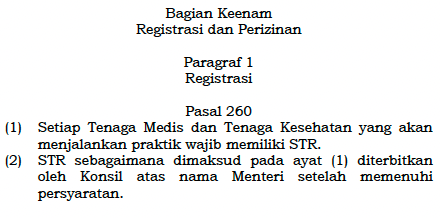 Bagian Keenam
Registrasi dan Perizinan
Paragraf 1
Registrasi
Pasal 260
(1) Setiap Tenaga Medis dan Tenaga Kesehatan yang akan
menjalankan praktik wajib memiliki STR.
(2) STR sebagaimana dimaksud pada ayat (1) diterbitkan
oleh Konsil atas nama Menteri setelah memenuhi
persyaratan.